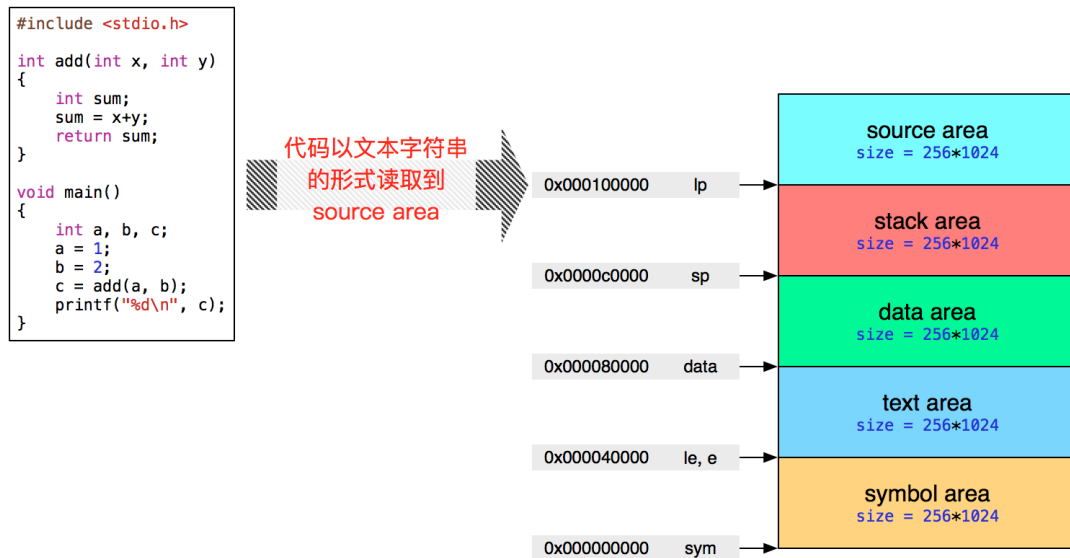 #include <stdio.h>
int add(int x, int y)
{
    int sum;
    sum = x+y;
    return sum;
}
void main()
{
    int a, b, c;
    a = 1;
    b = 2;
    c = add(a, b);
    printf("%d\n", c);
}
代码以文本字符串
的形式读取到
source area
0x000100000 lp
0x0000c0000 sp
0x000080000 data
0x000040000 le, e
0x000000000 sym
source area
size = 256*1024
stack area
size = 256*1024
data area
size = 256*1024
text area
size = 256*1024
symbol area
size = 256*1024